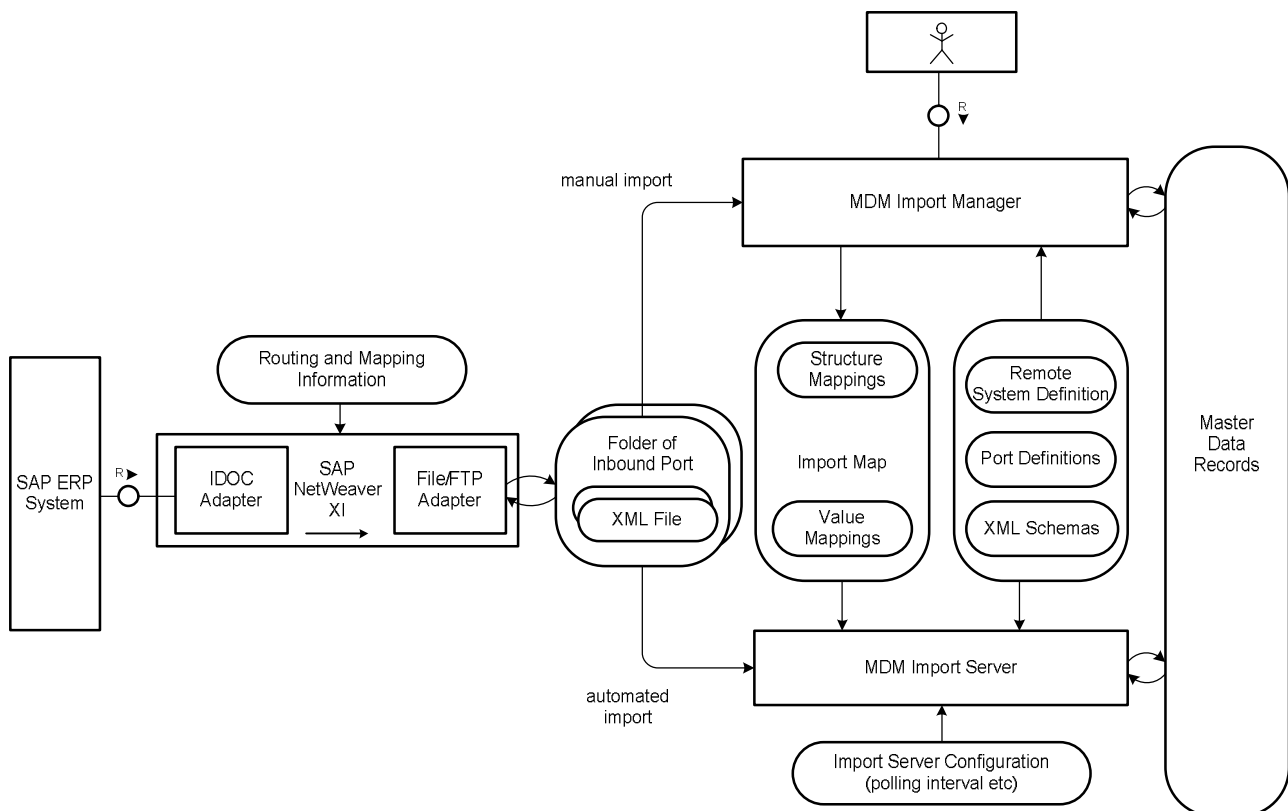 R
manual import
MDM Import Manager
Routing and Mapping
Information
SAP ERP
System
R
IDOC
Adapter
SAP
NetWeaver
XI
File/FTP
Adapter
Folder of
Inbound Port
XML File
Structure
Mappings
Import Map
Value
Mappings
Remote
System Definition
Port Definitions
XML Schemas
Master
Data
Records
automated
import
MDM Import Server
Import Server Configuration
(polling interval etc)